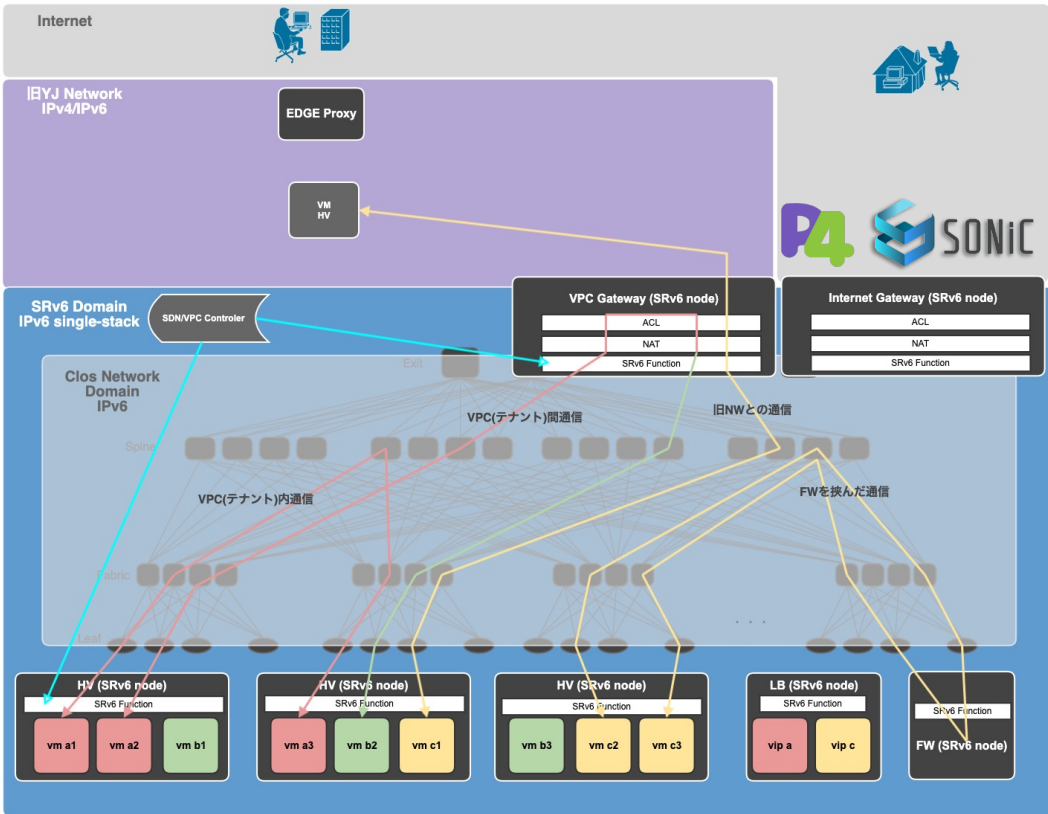 Internet
旧YJ Network
IPv4/IPv6
EDGE Proxy
VM
HV
P4
SONiC
SRv6 Domain
IPv6 single-stack
SDN/VPC Controler
VPC Gateway (SRv6 node)
ACL
NAT
SRv6 Function
Internet Gateway (SRv6 node)
ACL
NAT
SRv6 Function
Clos Network
Domain
IPv6
Exit
VPC(テナント)間通信
旧NWとの通信
Spine
VPC(テナント)内通信
FWを挟んだ通信
Fabric
. . .
Leaf
HV (SRv6 node)
SRv6 Function
vm a1
vm a2
vm b1
HV (SRv6 node)
SRv6 Function
vm a3
vm b2
vm c1
HV (SRv6 node)
SRv6 Function
vm b3
vm c2
vm c3
LB (SRv6 node)
SRv6 Function
vip a
vip c
SRv6 Function
FW (SRv6 node)